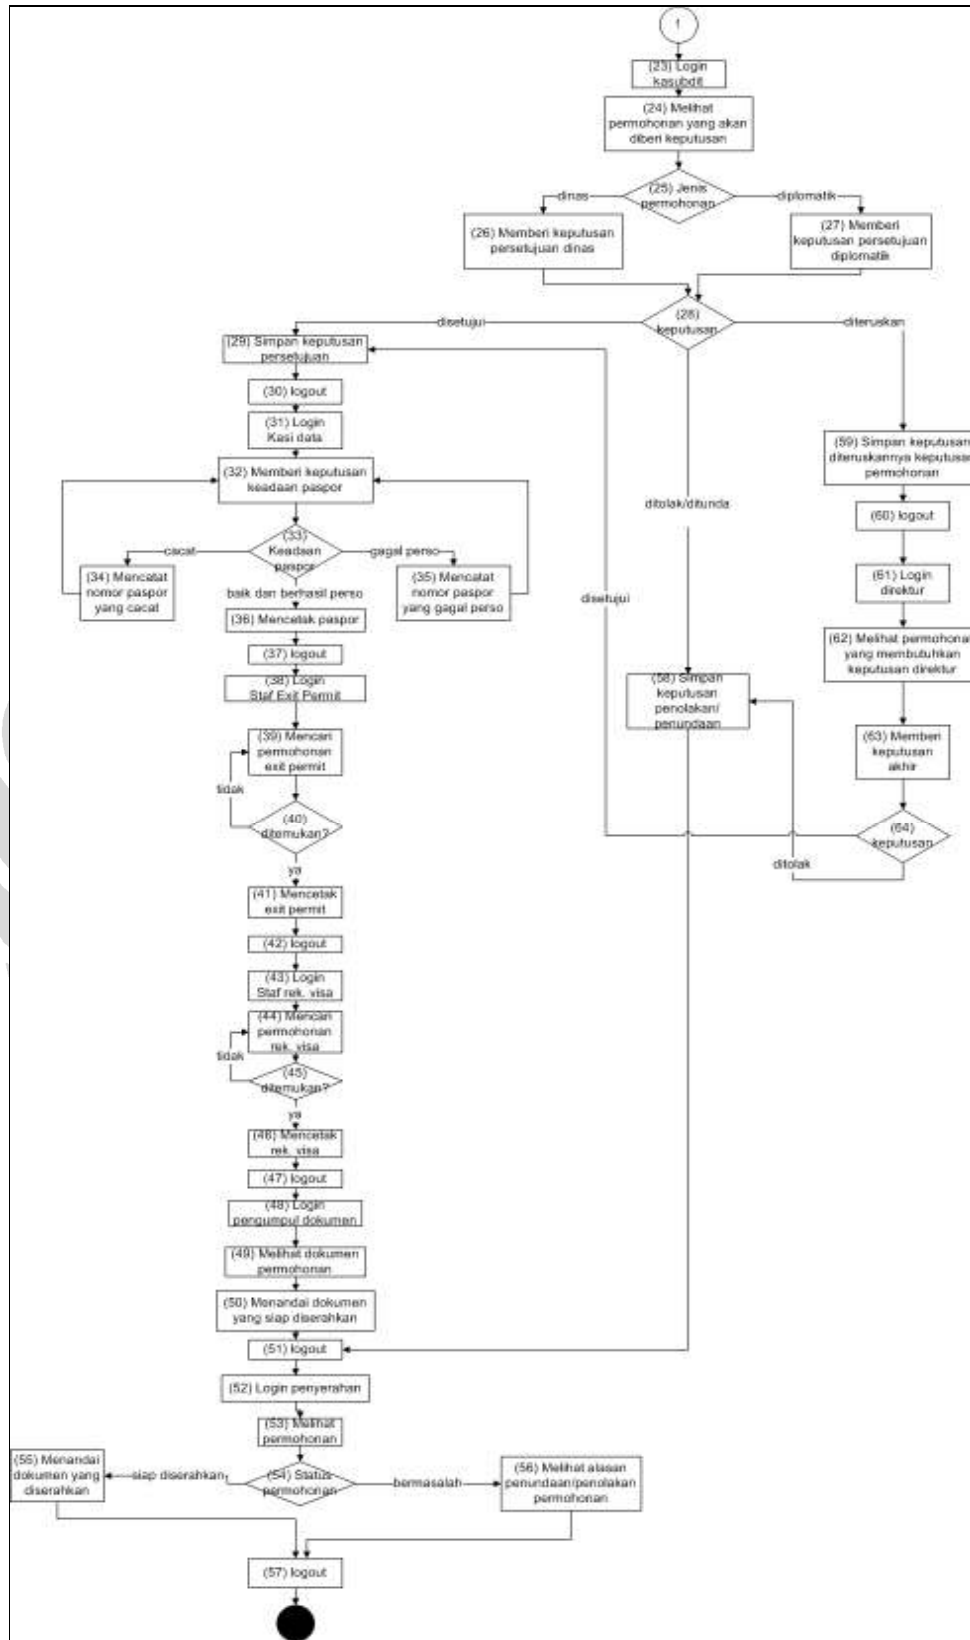 1
(23) Login
kasubdit
(24) Melihat
permohonan yang akan
diberi keputusan
(25) Jenis
permohonan
dinas
diplomatik
(26) Memberi keputusan
persetujuan dinas
(27) Memberi
keputusan persetujuan
diplomatik
(28)
keputusan
disetujui
diteruskan
(29) Simpan keputusan
persetujuan
(30) logout
(31) Login
Kasi data
(32) Memberi keputusan
keadaan paspor
(33)
Keadaan
paspor
cacat
gagal perso
(34) Mencatat
nomor paspor
yang cacat
(35) Mencatat
nomor paspor
yang gagal perso
baik dan berhasil perso
(36) Mencetak paspor
(37) logout
(38) Login
Staf Exit Permit
(39) Mencari
permohonan
exit permit
tidak
(40)
ditemukan?
ya
(41) Mencetak
exit permit
(42) logout
(43) Login
Staf rek. visa
(44) Mencari
permohonan
rek. visa
tidak
(45)
ditemukan?
ya
(46) Mencetak
rek. visa
(47) logout
(48) Login
pengumpul dokumen
(49) Melihat dokumen
permohonan
(50) Menandai dokumen
yang siap diserahkan
(51) logout
(52) Login penyerahan
(53) Melihat
permohonan
(54) Status
permohonan
siap diserahkan
bermasalah
(55) Menandai
dokumen yang
diserahkan
(56) Melihat alasan
penundaan/penolakan
permohonan
(57) logout
ditolak/ditunda
disetujui
(58) Simpan
keputusan
penolakan/
penundaan
(59) Simpan keputusan
diteruskannya keputusan
permohonan
(60) logout
(61) Login
direktur
(62) Melihat permohonan
yang membutuhkan
keputusan direktur
(63) Memberi
keputusan
akhir
(64)
keputusan
ditolak